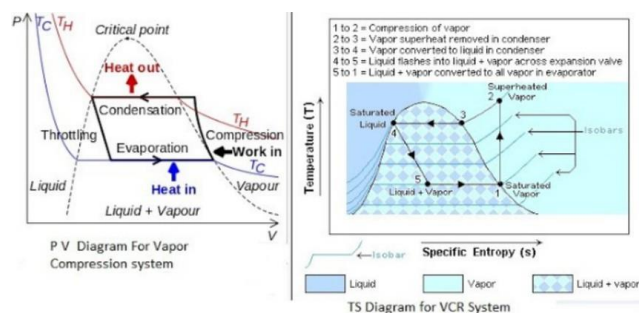 P
T_C
T_H
Critical point
Heat out
Condensation
T_H
Throttling
Compression
Work in
Evaporation
T_C
Liquid
Heat in
Vapour
Liquid + Vapour
V
P V Diagram For Vapor
Compression system
1 to 2 = Compression of vapor
2 to 3 = Vapor superheat removed in condenser
3 to 4 = Vapor converted to liquid in condenser
4 to 5 = Liquid flashes into liquid + vapor across expansion valve
5 to 1 = Liquid + vapor converted to all vapor in evaporator
Temperature (T)
Superheated
2 Vapor
Saturated
Liquid
3
4
Isobars
5
Liquid + Vapor
1
Saturated
Vapor
Isobar
Specific Entropy (s)
Liquid
Vapor
Liquid + vapor
TS Diagram for VCR System